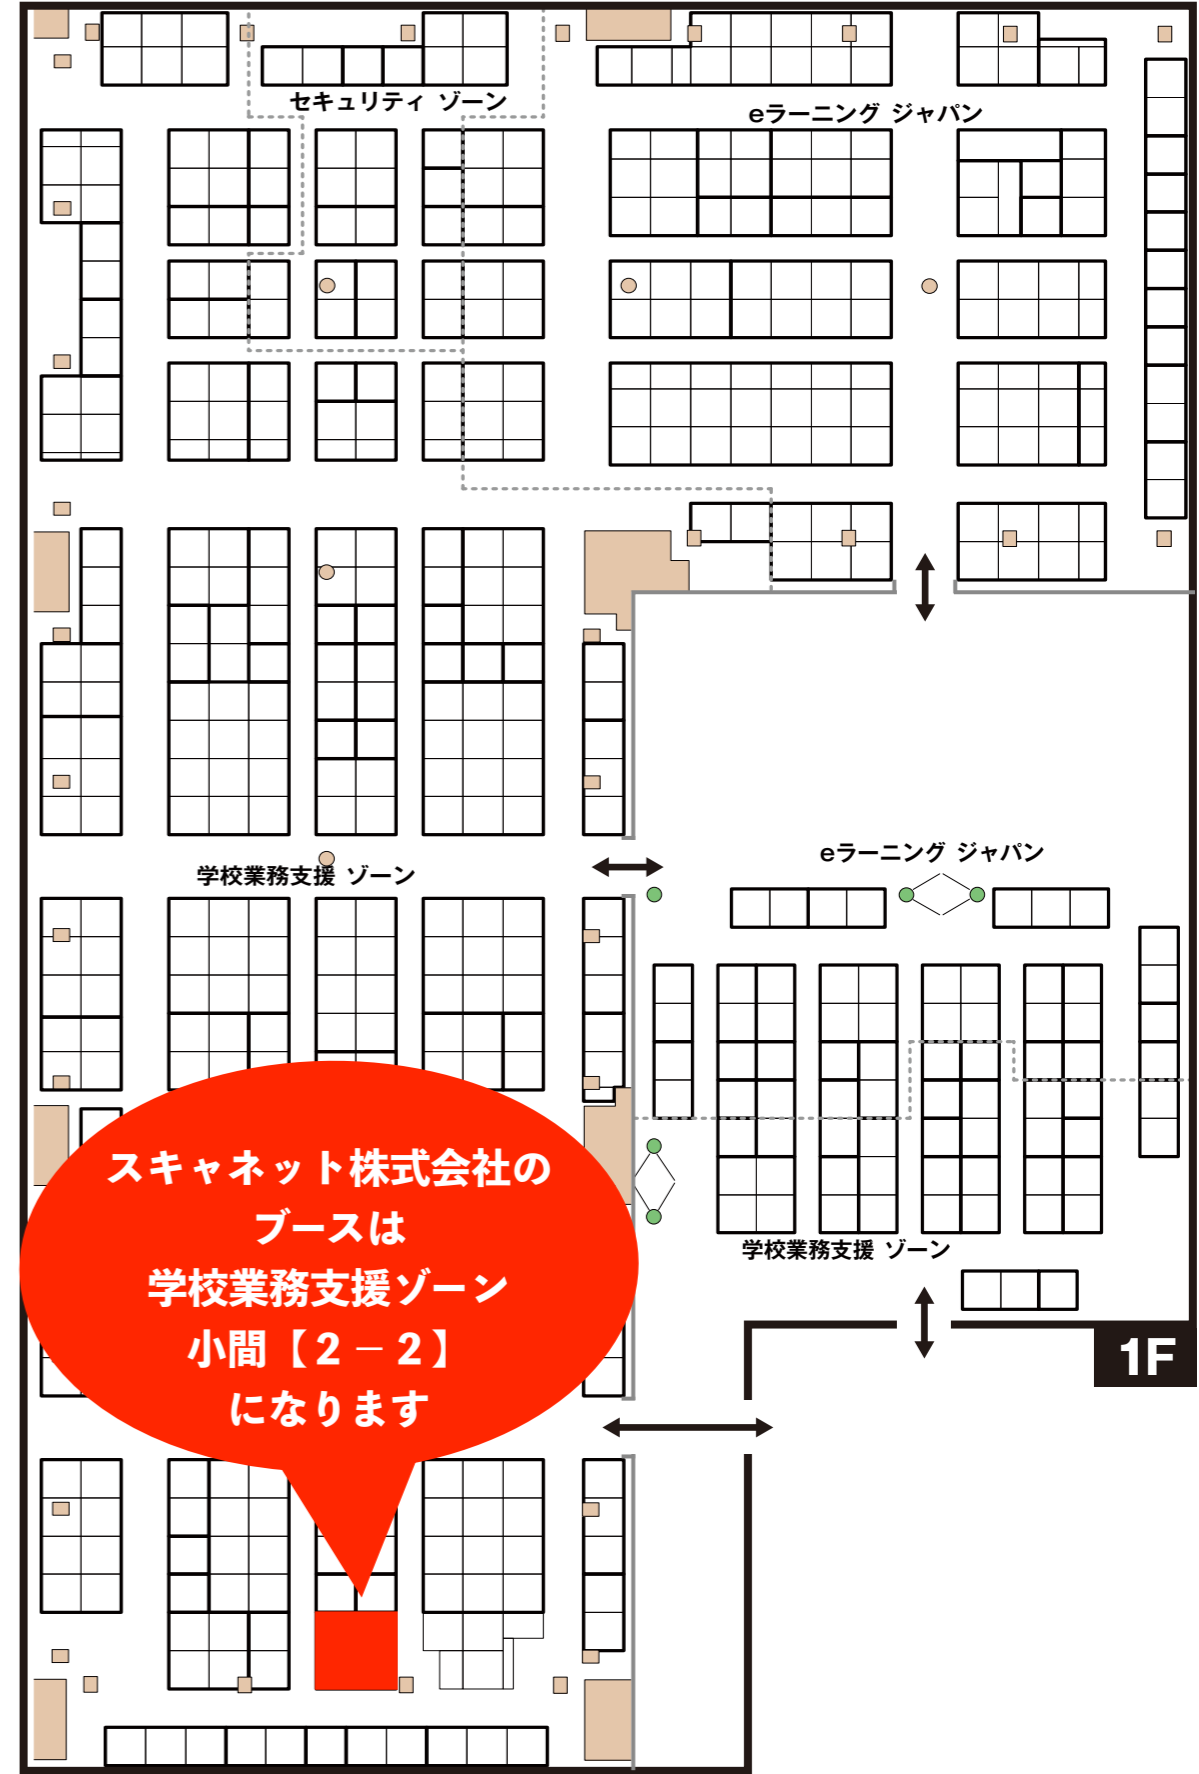 セキュリティ ゾーン
eラーニング ジャパン
学校業務支援 ゾーン
eラーニング ジャパン
スキャネット株式会社の
ブースは
学校業務支援ゾーン
小間【２－２】
になります
学校業務支援 ゾーン
1F